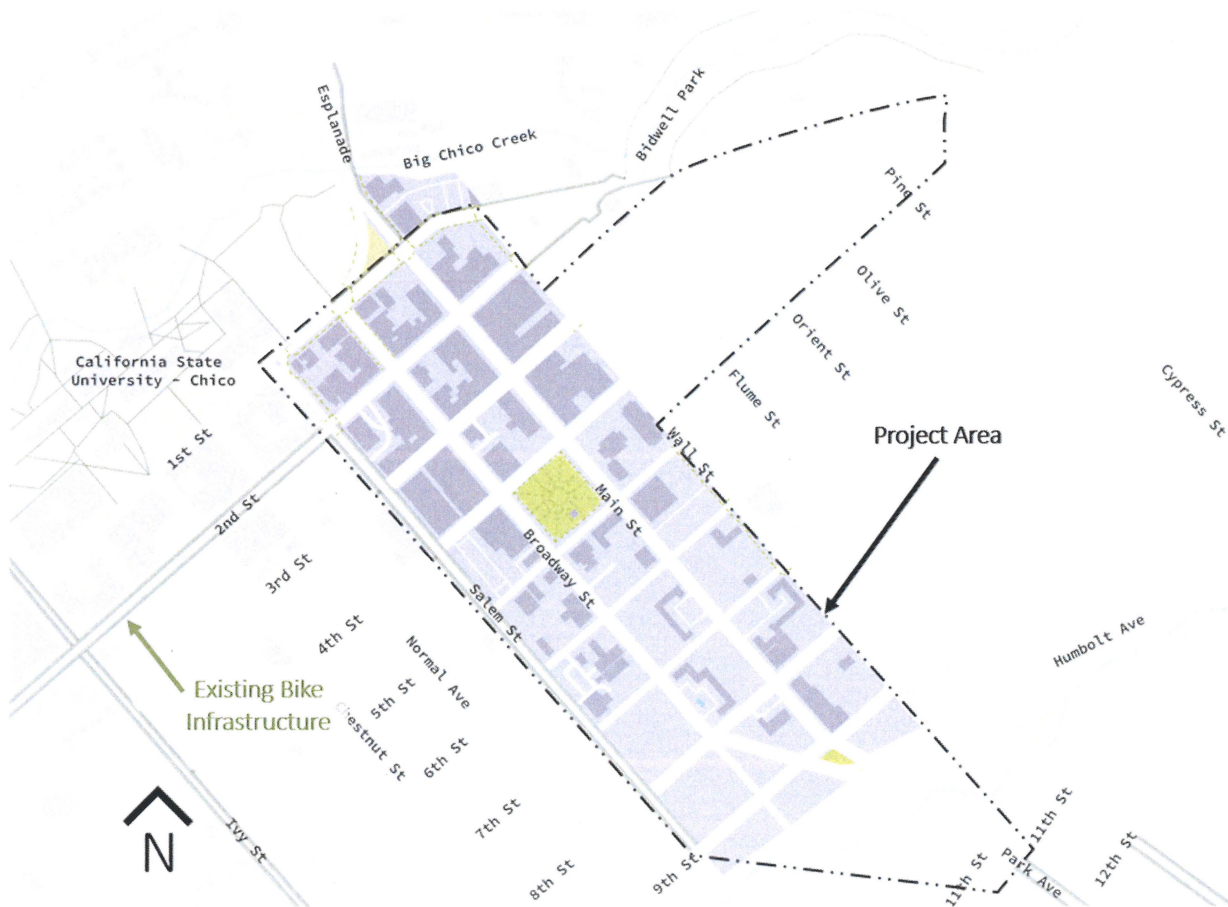 Esplanade
Big Chico Creek
Bidwell Park
Pine St
Olive St
Orient St
Flume St
Cypress St
California State
University - Chico
1st St
2nd St
3rd St
4th St
5th St
6th St
7th St
8th St
9th St
Wall St
Main St
Broadway St
Salem St
Normal Ave
Chestnut St
Ivy St
Project Area
Existing Bike
Infrastructure
Humbolt Ave
11th St
11th St
Park Ave
12th St
N